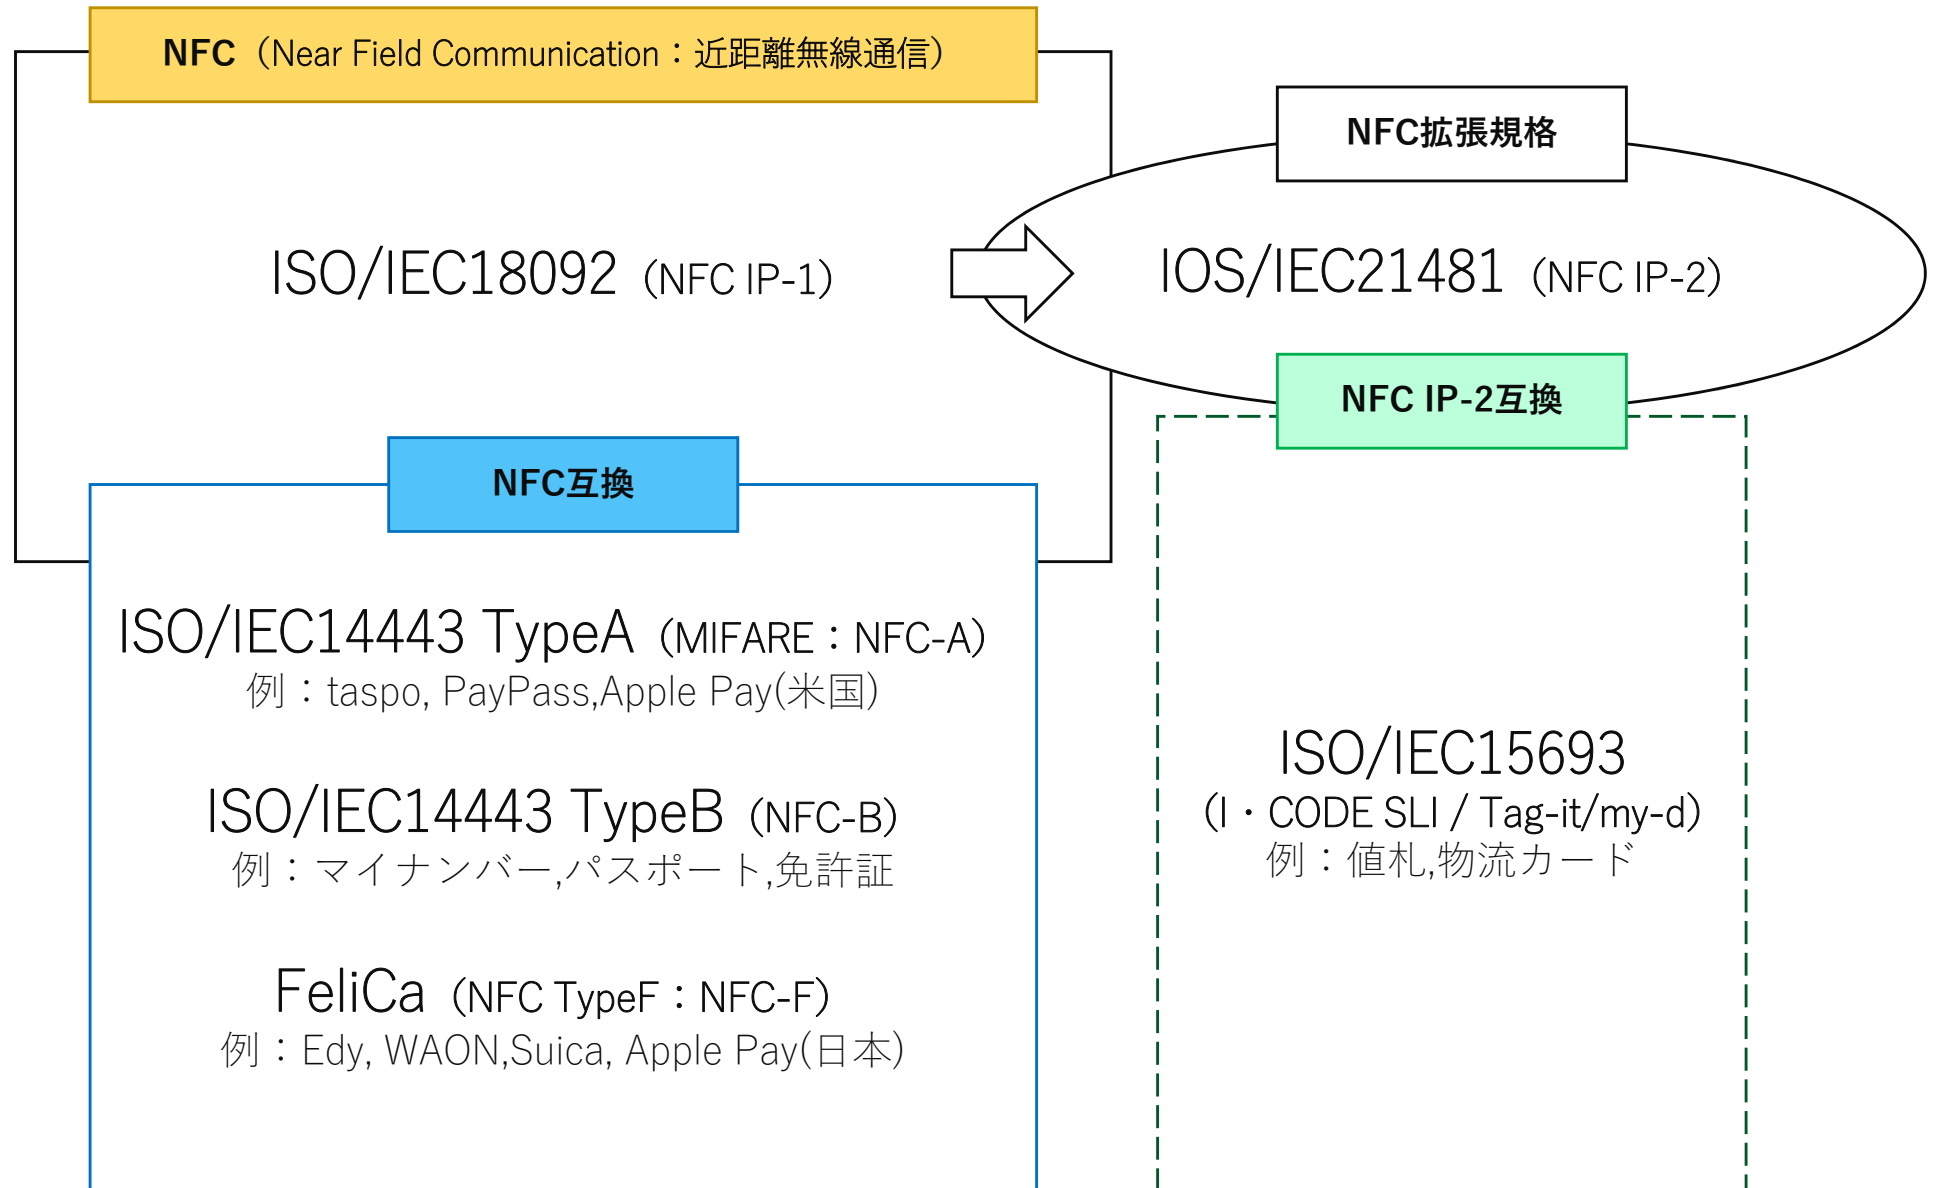 NFC（Near Field Communication：近距離無線通信）
NFC拡張規格
ISO/IEC18092（NFC IP-1）
IOS/IEC21481（NFC IP-2）
NFC IP-2互換
NFC互換
ISO/IEC14443 TypeA（MIFARE：NFC-A）
例：taspo, PayPass,Apple Pay(米国)
ISO/IEC14443 TypeB（NFC-B）
例：マイナンバー,パスポート,免許証
FeliCa（NFC TypeF：NFC-F）
例：Edy, WAON,Suica, Apple Pay(日本)
ISO/IEC15693
（I・CODE SLI / Tag-it/my-d）
例：値札,物流カード